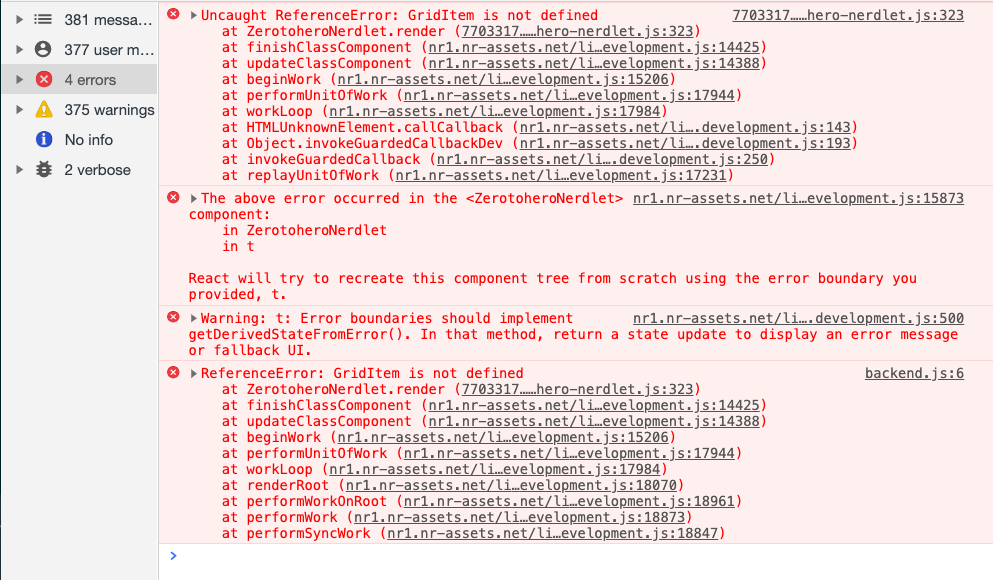 381 messa...
377 user m...
4 errors
375 warnings
No info
2 verbose
Uncaught ReferenceError: GridItem is not defined 7703317……hero-nerdlet.js:323
at ZerotoheroNerdlet.render (7703317……hero-nerdlet.js:323)
at finishClassComponent (nr1.nr-assets.net/li…evelopment.js:14425)
at updateClassComponent (nr1.nr-assets.net/li…evelopment.js:14388)
at beginWork (nr1.nr-assets.net/li…evelopment.js:15206)
at performUnitOfWork (nr1.nr-assets.net/li…evelopment.js:17944)
at workLoop (nr1.nr-assets.net/li…evelopment.js:17984)
at HTMLUnknownElement.callCallback (nr1.nr-assets.net/li….development.js:143)
at Object.invokeGuardedCallbackDev (nr1.nr-assets.net/li….development.js:193)
at invokeGuardedCallback (nr1.nr-assets.net/li….development.js:250)
at replayUnitOfWork (nr1.nr-assets.net/li…evelopment.js:17231)
The above error occurred in the <ZerotoheroNerdlet> nr1.nr-assets.net/li…evelopment.js:15873
component:
in ZerotoheroNerdlet
in t
React will try to recreate this component tree from scratch using the error boundary you
provided, t.
Warning: t: Error boundaries should implement nr1.nr-assets.net/li….development.js:500
getDerivedStateFromError(). In that method, return a state update to display an error message
or fallback UI.
ReferenceError: GridItem is not defined backend.js:6
at ZerotoheroNerdlet.render (7703317……hero-nerdlet.js:323)
at finishClassComponent (nr1.nr-assets.net/li…evelopment.js:14425)
at updateClassComponent (nr1.nr-assets.net/li…evelopment.js:14388)
at beginWork (nr1.nr-assets.net/li…evelopment.js:15206)
at performUnitOfWork (nr1.nr-assets.net/li…evelopment.js:17944)
at workLoop (nr1.nr-assets.net/li…evelopment.js:17984)
at renderRoot (nr1.nr-assets.net/li…evelopment.js:18070)
at performWorkOnRoot (nr1.nr-assets.net/li…evelopment.js:18961)
at performWork (nr1.nr-assets.net/li…evelopment.js:18873)
at performSyncWork (nr1.nr-assets.net/li…evelopment.js:18847)